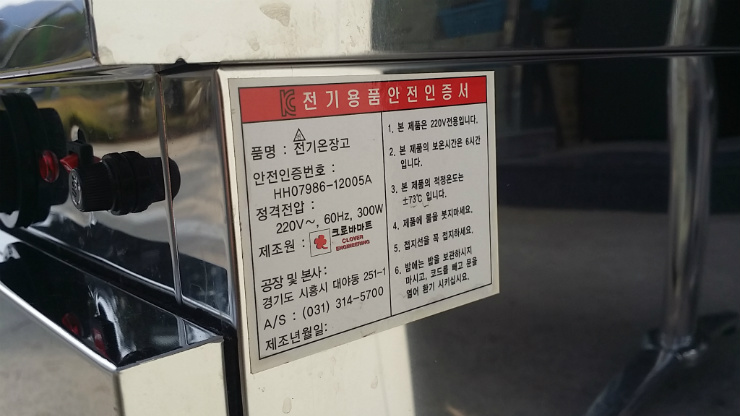 전기용품안전인증서
품명 : 전기온장고
안전인증번호 :
HH07986-12005A
정격전압 :
220V~, 60Hz, 300W
제조원 : 크로바마트
CLOVER
ENGINEERING
공장 및 본사 :
경기도 시흥시 대야동 251-1
A/S : (031) 314-5700
제조년월일:
1. 본 제품은 220V전용입니다.
2. 본 제품의 보온시간은 6시간
입니다.
3. 본 제품의 적정온도는
±73℃ 입니다.
4. 제품에 물을 붓지마세요.
5. 접지선을 꼭 접지하세요.
6. 밤에는 밥을 보관하시지
마시고, 코드를 빼고 문을
열어 환기 시키십시요.